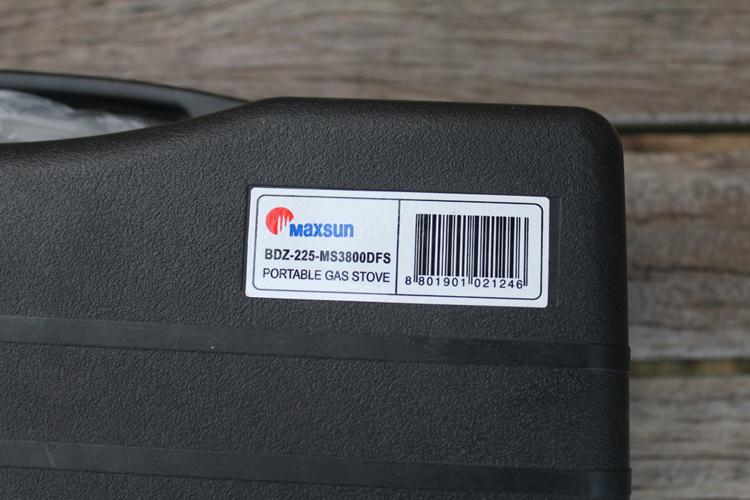 Maxsun
BDZ-225-MS3800DFS
PORTABLE GAS STOVE
8 801901 021246